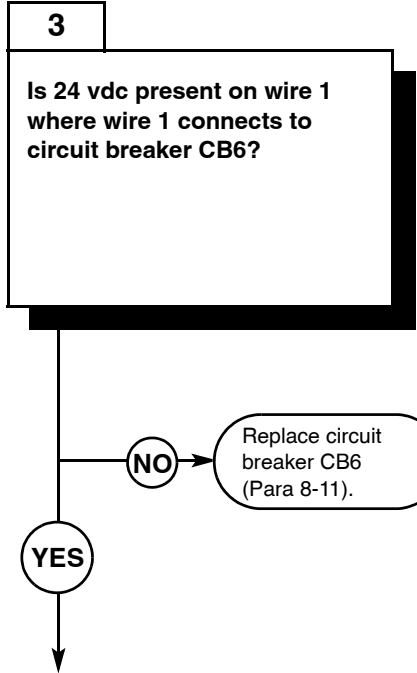 3
Is 24 vdc present on wire 1
where wire 1 connects to
circuit breaker CB6?
NO
Replace circuit
breaker CB6
(Para 8-11).
YES